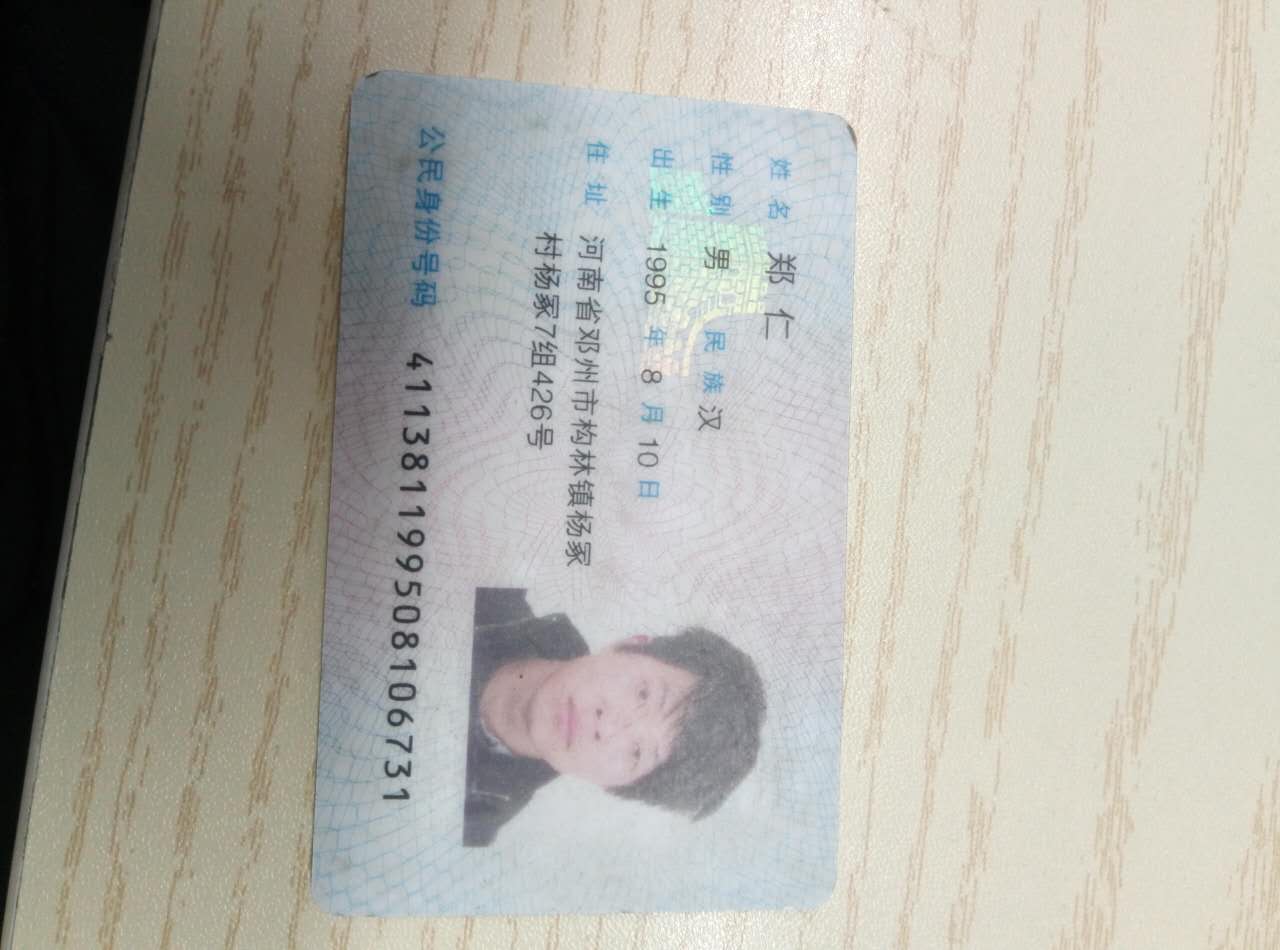 姓名 郑仁
性别 男 民族 汉
出生 1995 年 8 月 10 日
住址 河南省邓州市构林镇杨冢
村杨冢7组426号
公民身份号码 411381199508106731